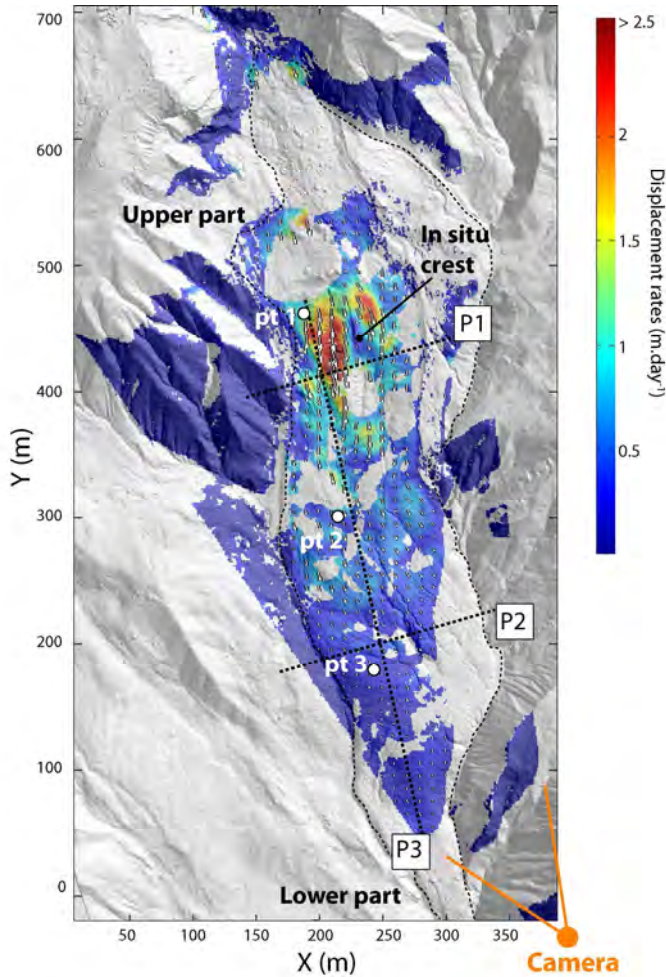 700
600
500
400
300
200
100
0
Y (m)
50
100
150
200
250
300
350
X (m)
Upper part
In situ
crest
pt 1
P1
pt 2
P2
pt 3
P3
Lower part
Camera
> 2.5
2
1.5
1
0.5
Displacement rates (m.day⁻¹)